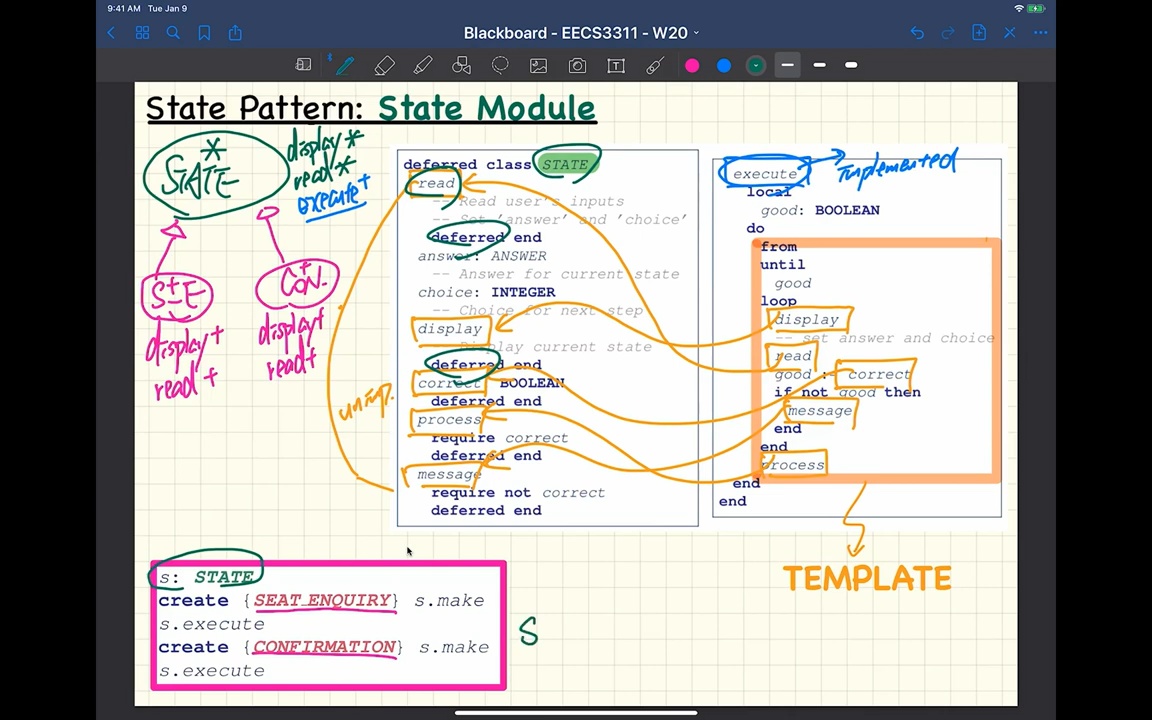 9:41 AM Tue Jan 9
Blackboard - EECS3311 - W20
State Pattern: State Module
*
STATE
display *
read *
execute +
+
S-E
display +
read +
+
CON.
display +
read +
deferred class STATE
read
-- Read user's inputs
-- Set 'answer' and 'choice'
deferred end
answer: ANSWER
-- Answer for current state
choice: INTEGER
-- Choice for next step
display
-- Display current state
deferred end
correct: BOOLEAN
deferred end
process
require correct
deferred end
message
require not correct
deferred end
unimp.
execute
Implemented
local
good: BOOLEAN
do
from
until
good
loop
display
-- set answer and choice
read
good := correct
if not good then
message
end
end
process
end
end
TEMPLATE
s: STATE
create {SEAT_ENQUIRY} s.make
s.execute
create {CONFIRMATION} s.make
s.execute
S